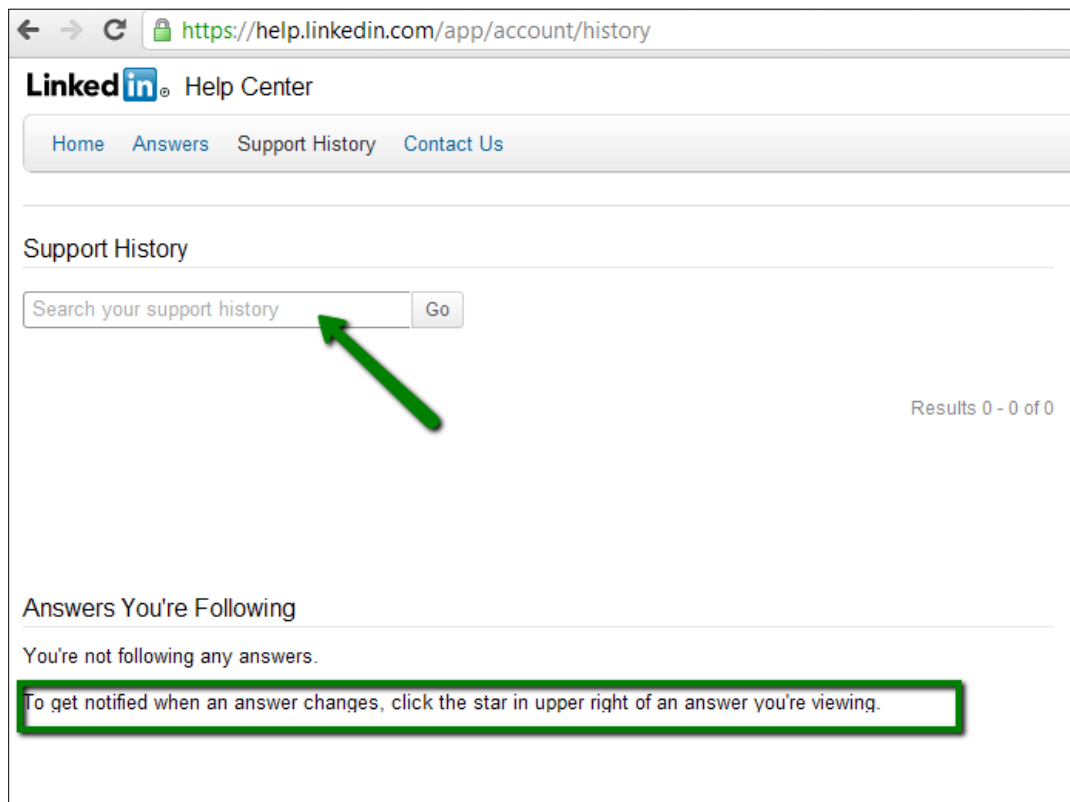 https://help.linkedin.com/app/account/history
Linked in ® Help Center
Home Answers Support History Contact Us
Support History
Search your support history Go
Results 0 - 0 of 0
Answers You're Following
You're not following any answers.
To get notified when an answer changes, click the star in upper right of an answer you're viewing.